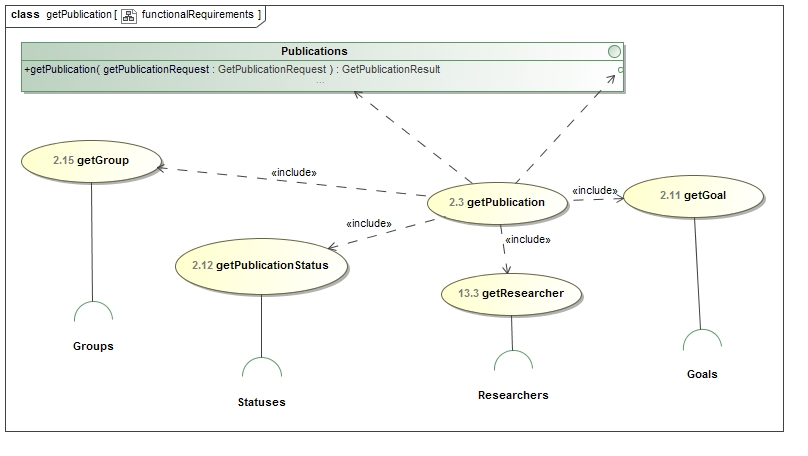 class getPublication [ functionalRequirements ]
Publications
+getPublication( getPublicationRequest : GetPublicationRequest ) : GetPublicationResult
...
2.15 getGroup
«include»
«include»
2.3 getPublication
2.11 getGoal
«include»
«include»
2.12 getPublicationStatus
13.3 getResearcher
Groups
Goals
Researchers
Statuses